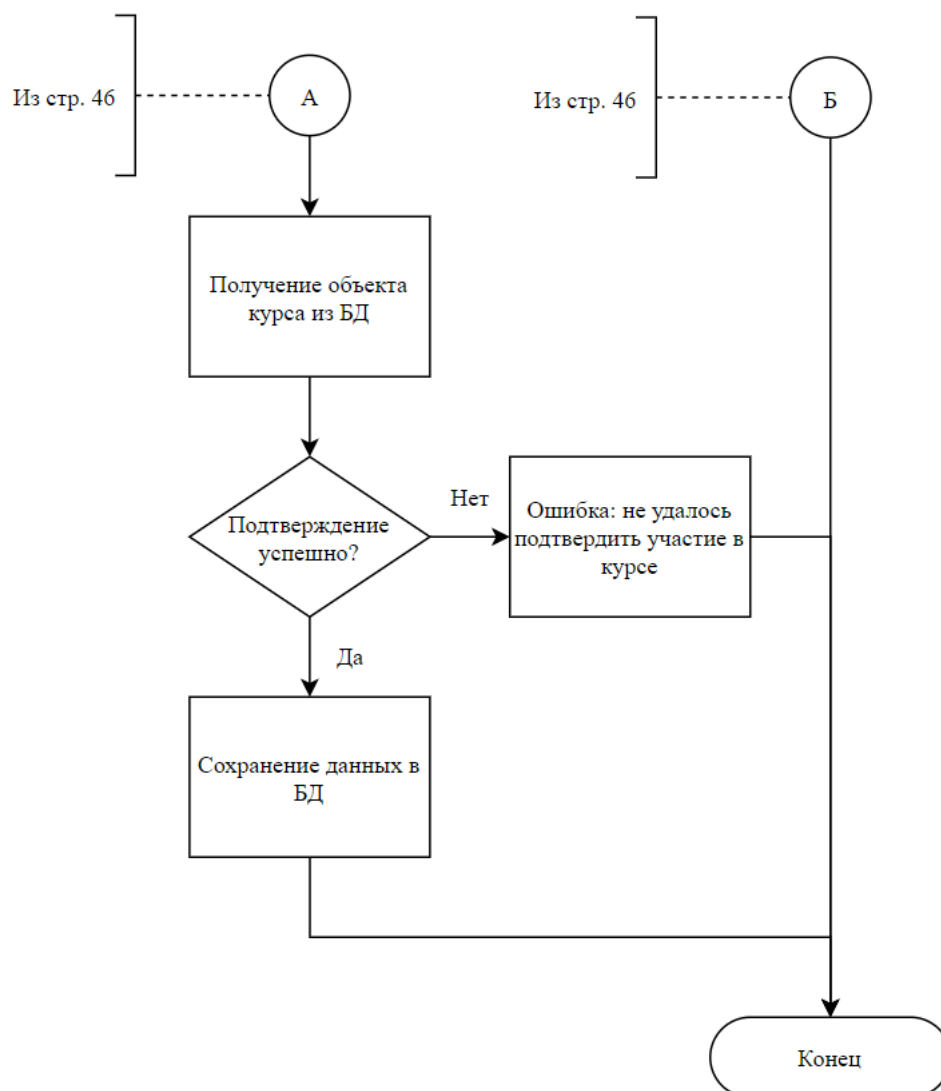 Из стр. 46
А
Из стр. 46
Б
Получение объекта
курса из БД
Подтверждение
успешно?
Нет
Ошибка: не удалось
подтвердить участие в
курсе
Да
Сохранение данных в
БД
Конец